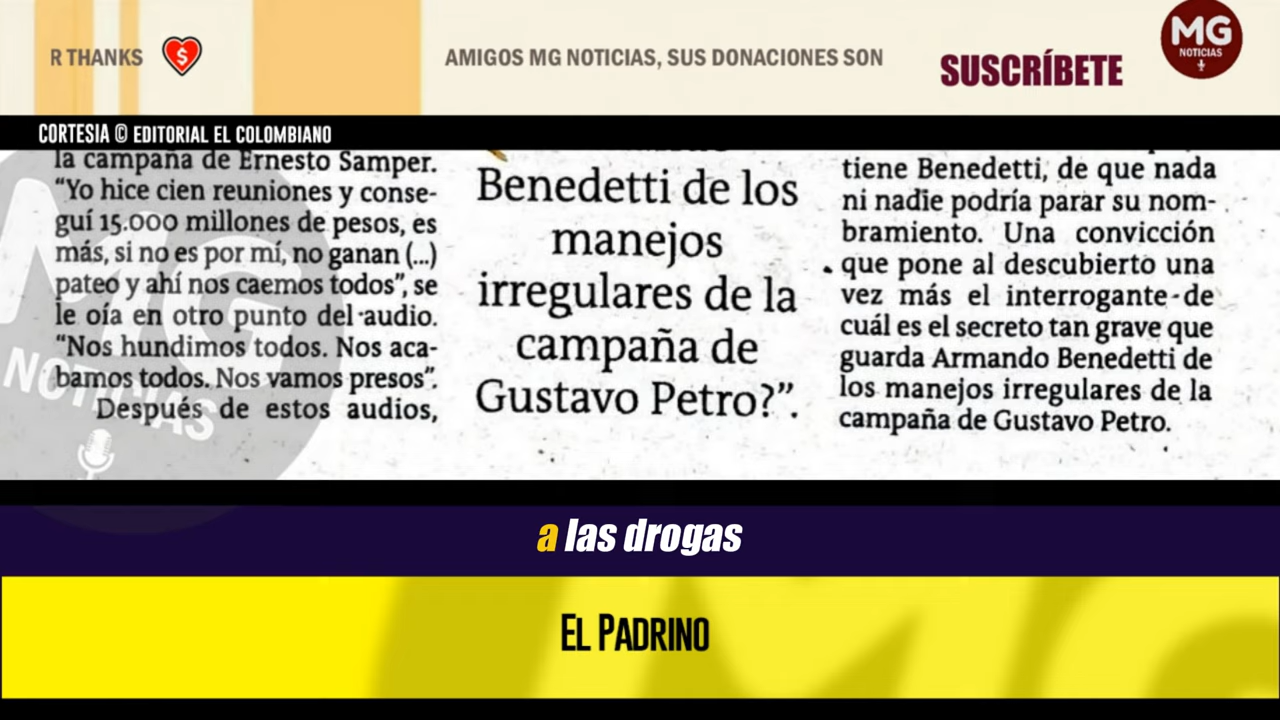 R THANKS
AMIGOS MG NOTICIAS, SUS DONACIONES SON
SUSCRÍBETE
MG
NOTICIAS
CORTESIA © EDITORIAL EL COLOMBIANO
la campaña de Ernesto Samper.
“Yo hice cien reuniones y conse-
guí 15.000 millones de pesos, es
más, si no es por mí, no ganan (...)
pateo y ahí nos caemos todos”, se
le oía en otro punto del audio.
“Nos hundimos todos. Nos aca-
bamos todos. Nos vamos presos”.
Después de estos audios,
Benedetti de los
manejos
irregulares de la
campaña de
Gustavo Petro?”.
tiene Benedetti, de que nada
ni nadie podría parar su nom-
bramiento. Una convicción
que pone al descubierto una
vez más el interrogante de
cuál es el secreto tan grave que
guarda Armando Benedetti de
los manejos irregulares de la
campaña de Gustavo Petro.
MG
NOTICIAS
a las drogas
EL PADRINO